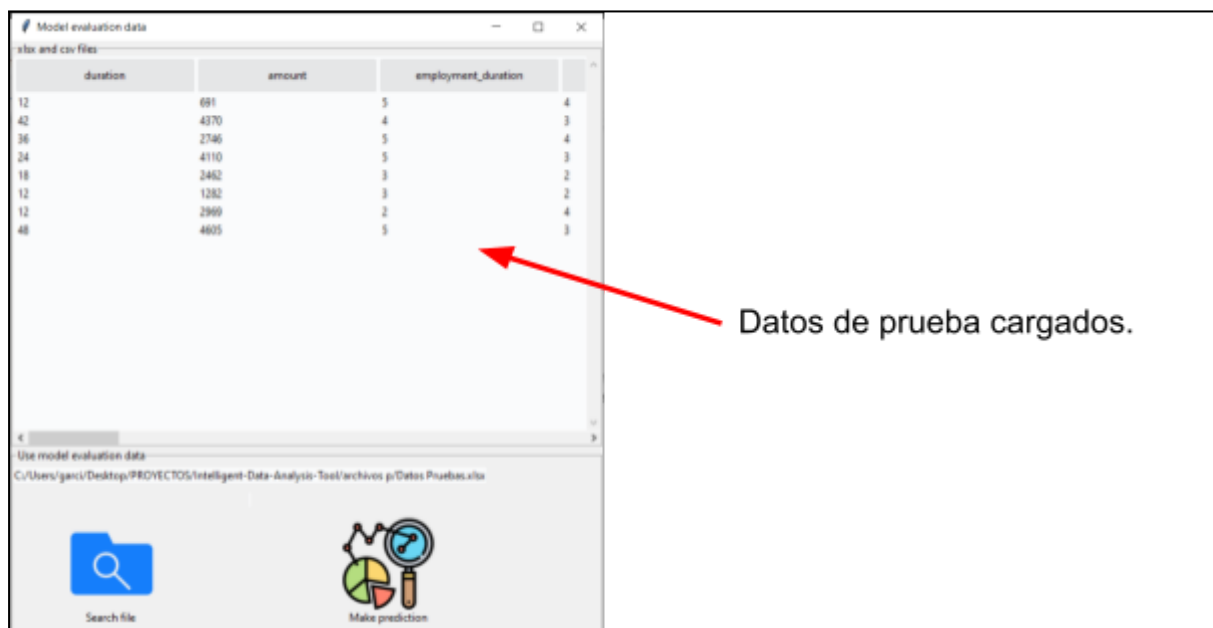 Model evaluation data
xlsx and csv files
duration amount employment_duration
12 691 5 4
42 4370 4 3
36 2746 5 4
24 4110 5 3
18 2462 3 2
12 1282 3 2
12 2969 2 4
48 4605 5 3
Datos de prueba cargados.
Use model evaluation data
C:/Users/garci/Desktop/PROYECTOS/Intelligent-Data-Analysis-Tool/archivos p/Datos Pruebas.xlsx
Search file Make prediction